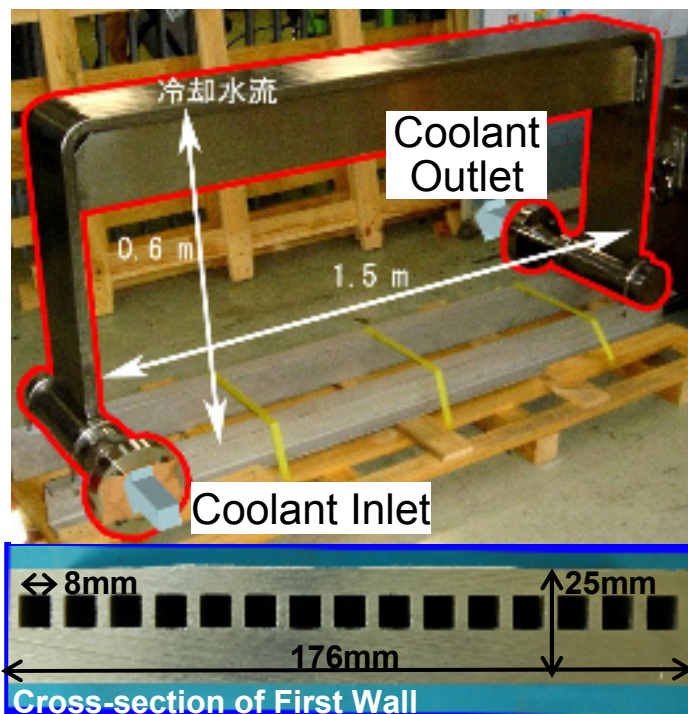 冷却水流
Coolant
Outlet
0.6 m
1.5 m
Coolant Inlet
8mm
25mm
176mm
Cross-section of First Wall